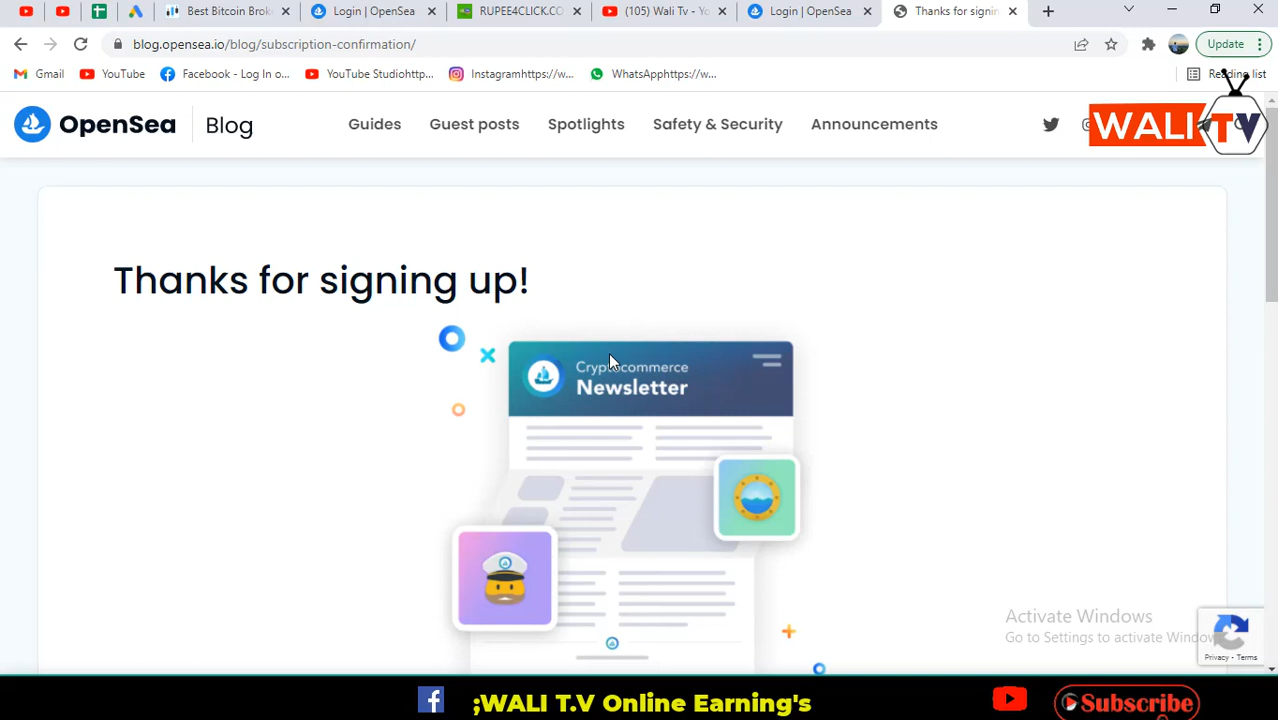 Best Bitcoin Brok
Login | OpenSea
RUPEE4CLICK.CO
(105) Wali Tv - Yo
Login | OpenSea
Thanks for signin
blog.opensea.io/blog/subscription-confirmation/
Update
Gmail
YouTube
Facebook - Log In o...
YouTube Studiohttp...
Instagramhttps://w...
WhatsApphttps://w...
Reading list
OpenSea
Blog
Guides
Guest posts
Spotlights
Safety & Security
Announcements
WALI TV
Thanks for signing up!
Cryptocommerce
Newsletter
Activate Windows
Go to Settings to activate Windows
Privacy - Terms
;WALI T.V Online Earning's
Subscribe